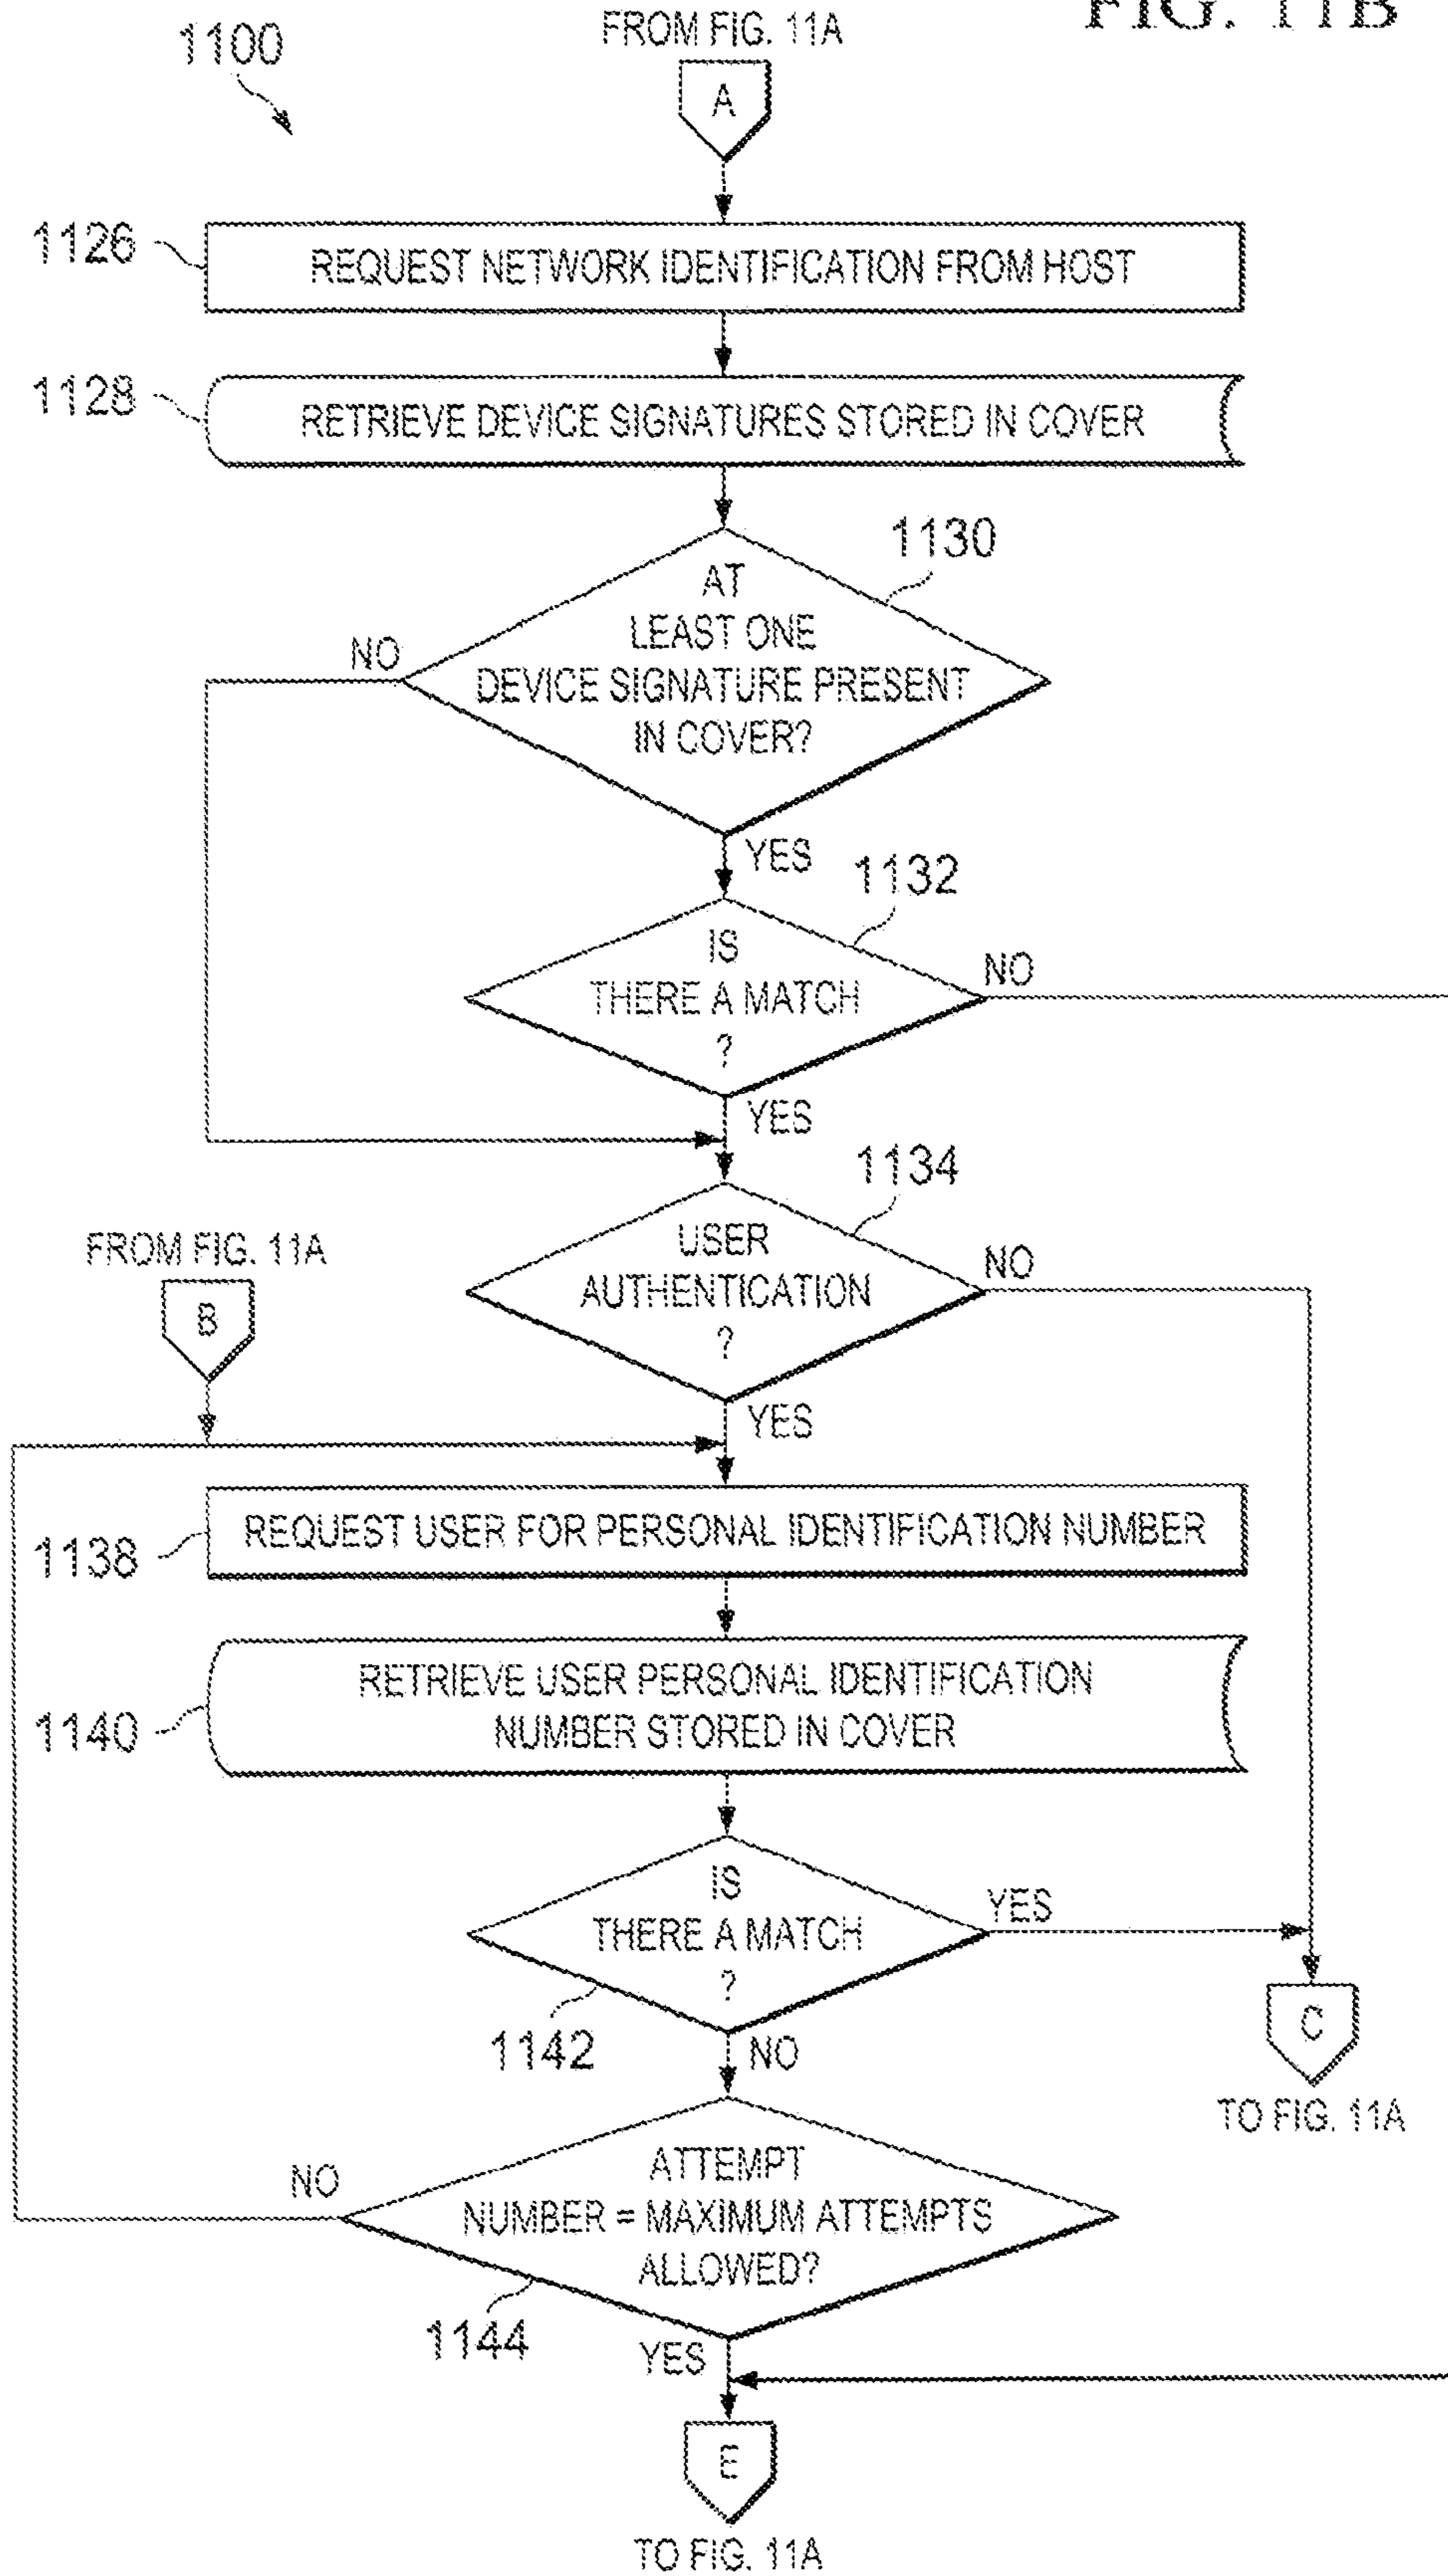 FIG. 11B
1100
FROM FIG. 11A
A
1126
REQUEST NETWORK IDENTIFICATION FROM HOST
1128
RETRIEVE DEVICE SIGNATURES STORED IN COVER
1130
AT
LEAST ONE
DEVICE SIGNATURE PRESENT
IN COVER?
NO
YES
1132
IS
THERE A MATCH
?
NO
YES
1134
USER
AUTHENTICATION
?
NO
YES
FROM FIG. 11A
B
1138
REQUEST USER FOR PERSONAL IDENTIFICATION NUMBER
1140
RETRIEVE USER PERSONAL IDENTIFICATION
NUMBER STORED IN COVER
IS
THERE A MATCH
?
YES
1142
NO
C
TO FIG. 11A
ATTEMPT
NUMBER = MAXIMUM ATTEMPTS
ALLOWED?
NO
1144
YES
E
TO FIG. 11A